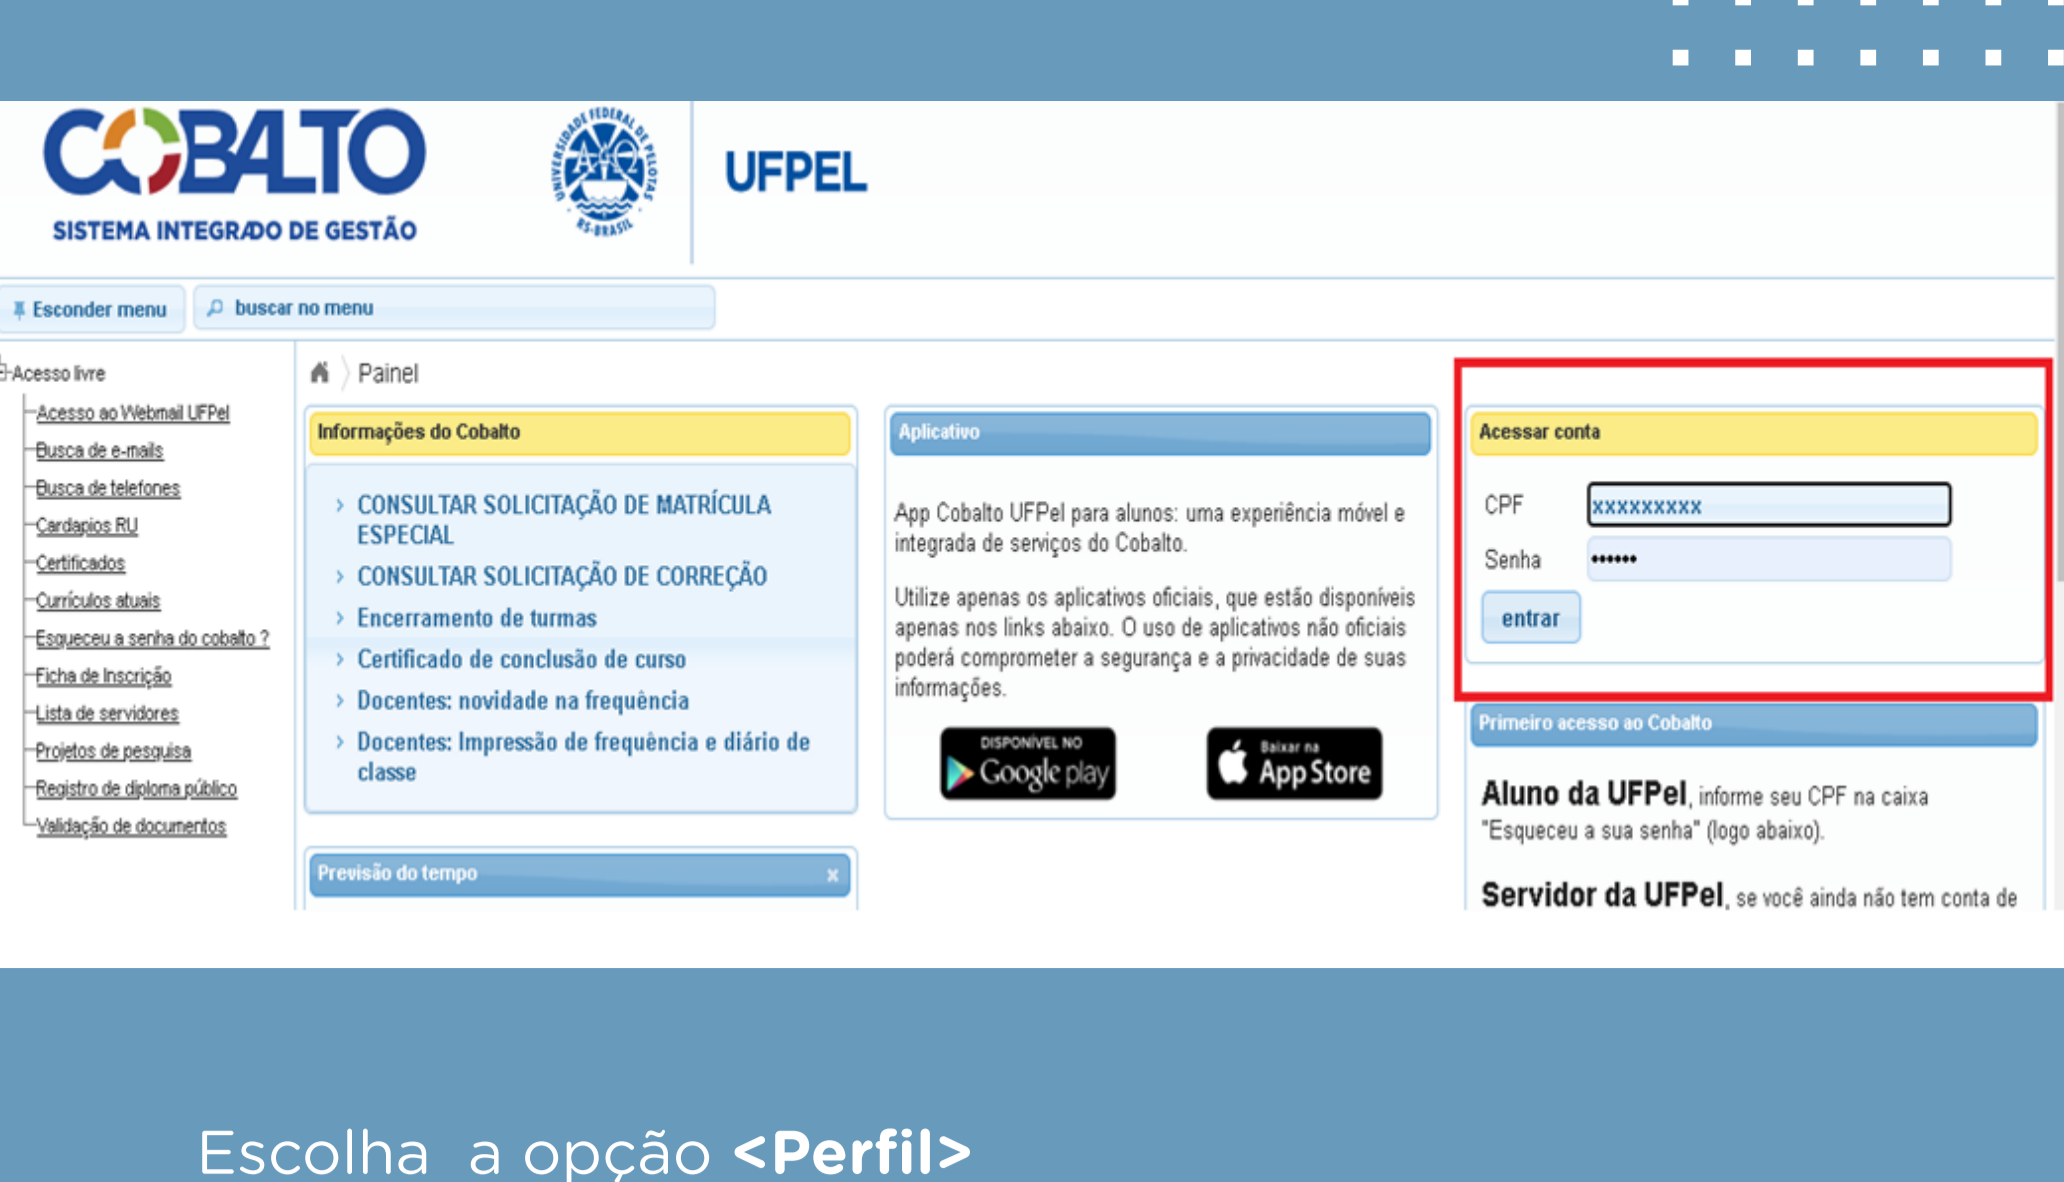 COBALTO
SISTEMA INTEGRADO DE GESTÃO
UNIVERSIDADE FEDERAL DE PELOTAS
RS-BRASIL
UFPEL
Esconder menu
buscar no menu
Acesso livre
Acesso ao Webmail UFPel
Busca de e-mails
Busca de telefones
Cardapios RU
Certificados
Currículos atuais
Esqueceu a senha do cobalto ?
Ficha de Inscrição
Lista de servidores
Projetos de pesquisa
Registro de diploma público
Validação de documentos
Painel
Informações do Cobalto
› CONSULTAR SOLICITAÇÃO DE MATRÍCULA
ESPECIAL
› CONSULTAR SOLICITAÇÃO DE CORREÇÃO
› Encerramento de turmas
› Certificado de conclusão de curso
› Docentes: novidade na frequência
› Docentes: Impressão de frequência e diário de
classe
Previsão do tempo x
Aplicativo
App Cobalto UFPel para alunos: uma experiência móvel e
integrada de serviços do Cobalto.
Utilize apenas os aplicativos oficiais, que estão disponíveis
apenas nos links abaixo. O uso de aplicativos não oficiais
poderá comprometer a segurança e a privacidade de suas
informações.
DISPONÍVEL NO
Google play
Baixar na
App Store
Acessar conta
CPF xxxxxxxxx
Senha ••••••
entrar
Primeiro acesso ao Cobalto
Aluno da UFPel, informe seu CPF na caixa
"Esqueceu a sua senha" (logo abaixo).
Servidor da UFPel, se você ainda não tem conta de
Escolha a opção <Perfil>